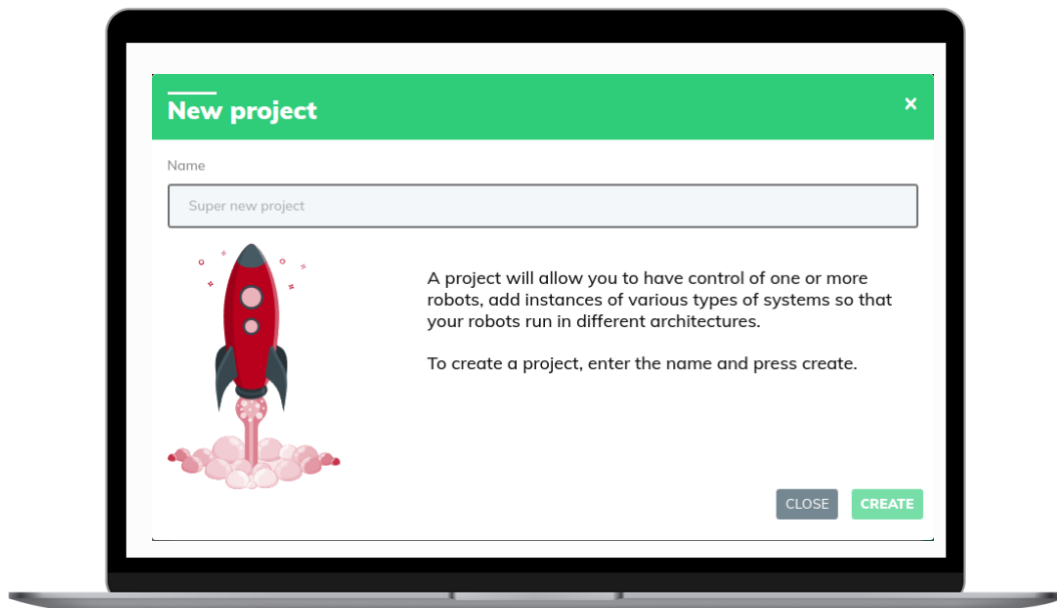 New project
x
Name
Super new project
A project will allow you to have control of one or more
robots, add instances of various types of systems so that
your robots run in different architectures.
To create a project, enter the name and press create.
CLOSE
CREATE